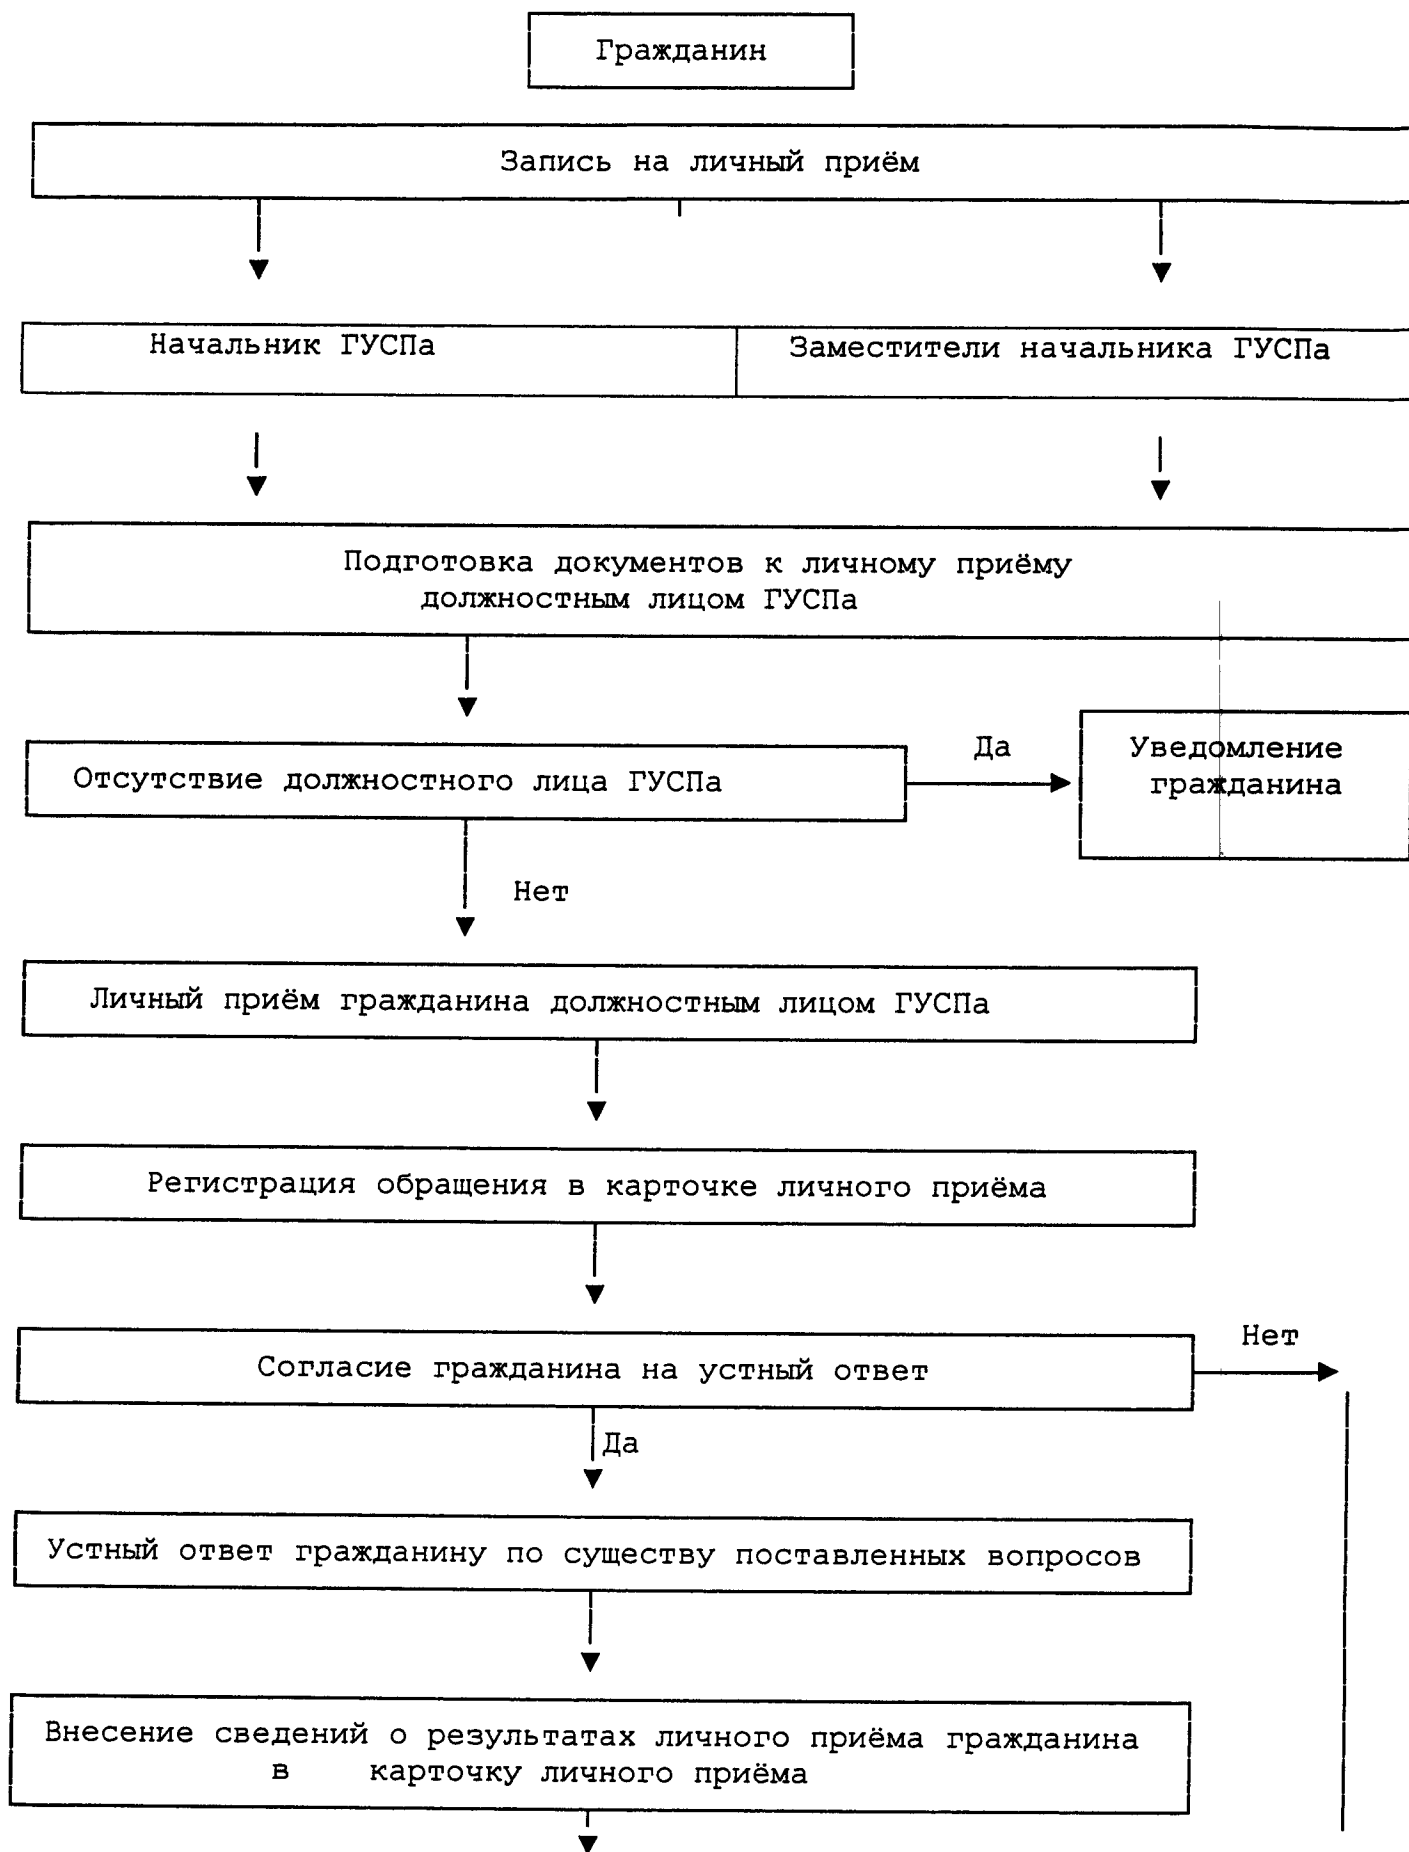 Гражданин
Запись на личный приём
Начальник ГУСПа
Заместители начальника ГУСПа
Подготовка документов к личному приёму
должностным лицом ГУСПа
Отсутствие должностного лица ГУСПа
Да
Уведомление
гражданина
Нет
Личный приём гражданина должностным лицом ГУСПа
Регистрация обращения в карточке личного приёма
Согласие гражданина на устный ответ
Нет
Да
Устный ответ гражданину по существу поставленных вопросов
Внесение сведений о результатах личного приёма гражданина
в карточку личного приёма